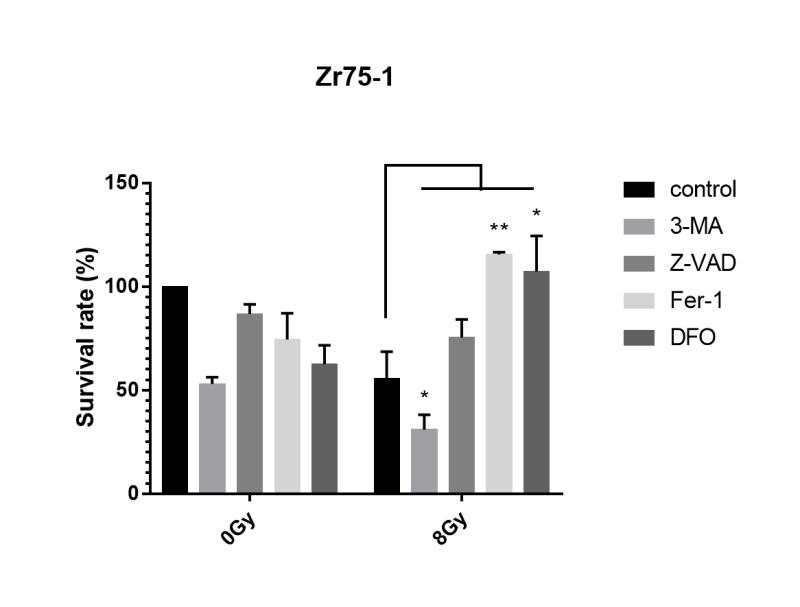 Zr75-1
Survival rate (%)
150
100
50
0
*
**
*
0Gy
8Gy
control
3-MA
Z-VAD
Fer-1
DFO